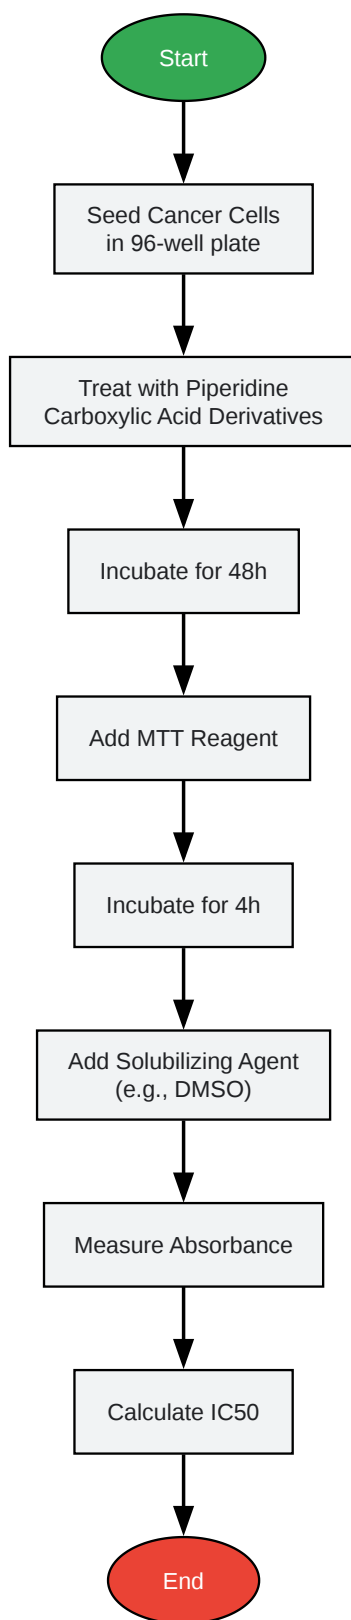 Start
Seed Cancer Cells
in 96-well plate
Treat with Piperidine
Carboxylic Acid Derivatives
Incubate for 48h
Add MTT Reagent
Incubate for 4h
Add Solubilizing Agent
(e.g., DMSO)
Measure Absorbance
Calculate IC50
End